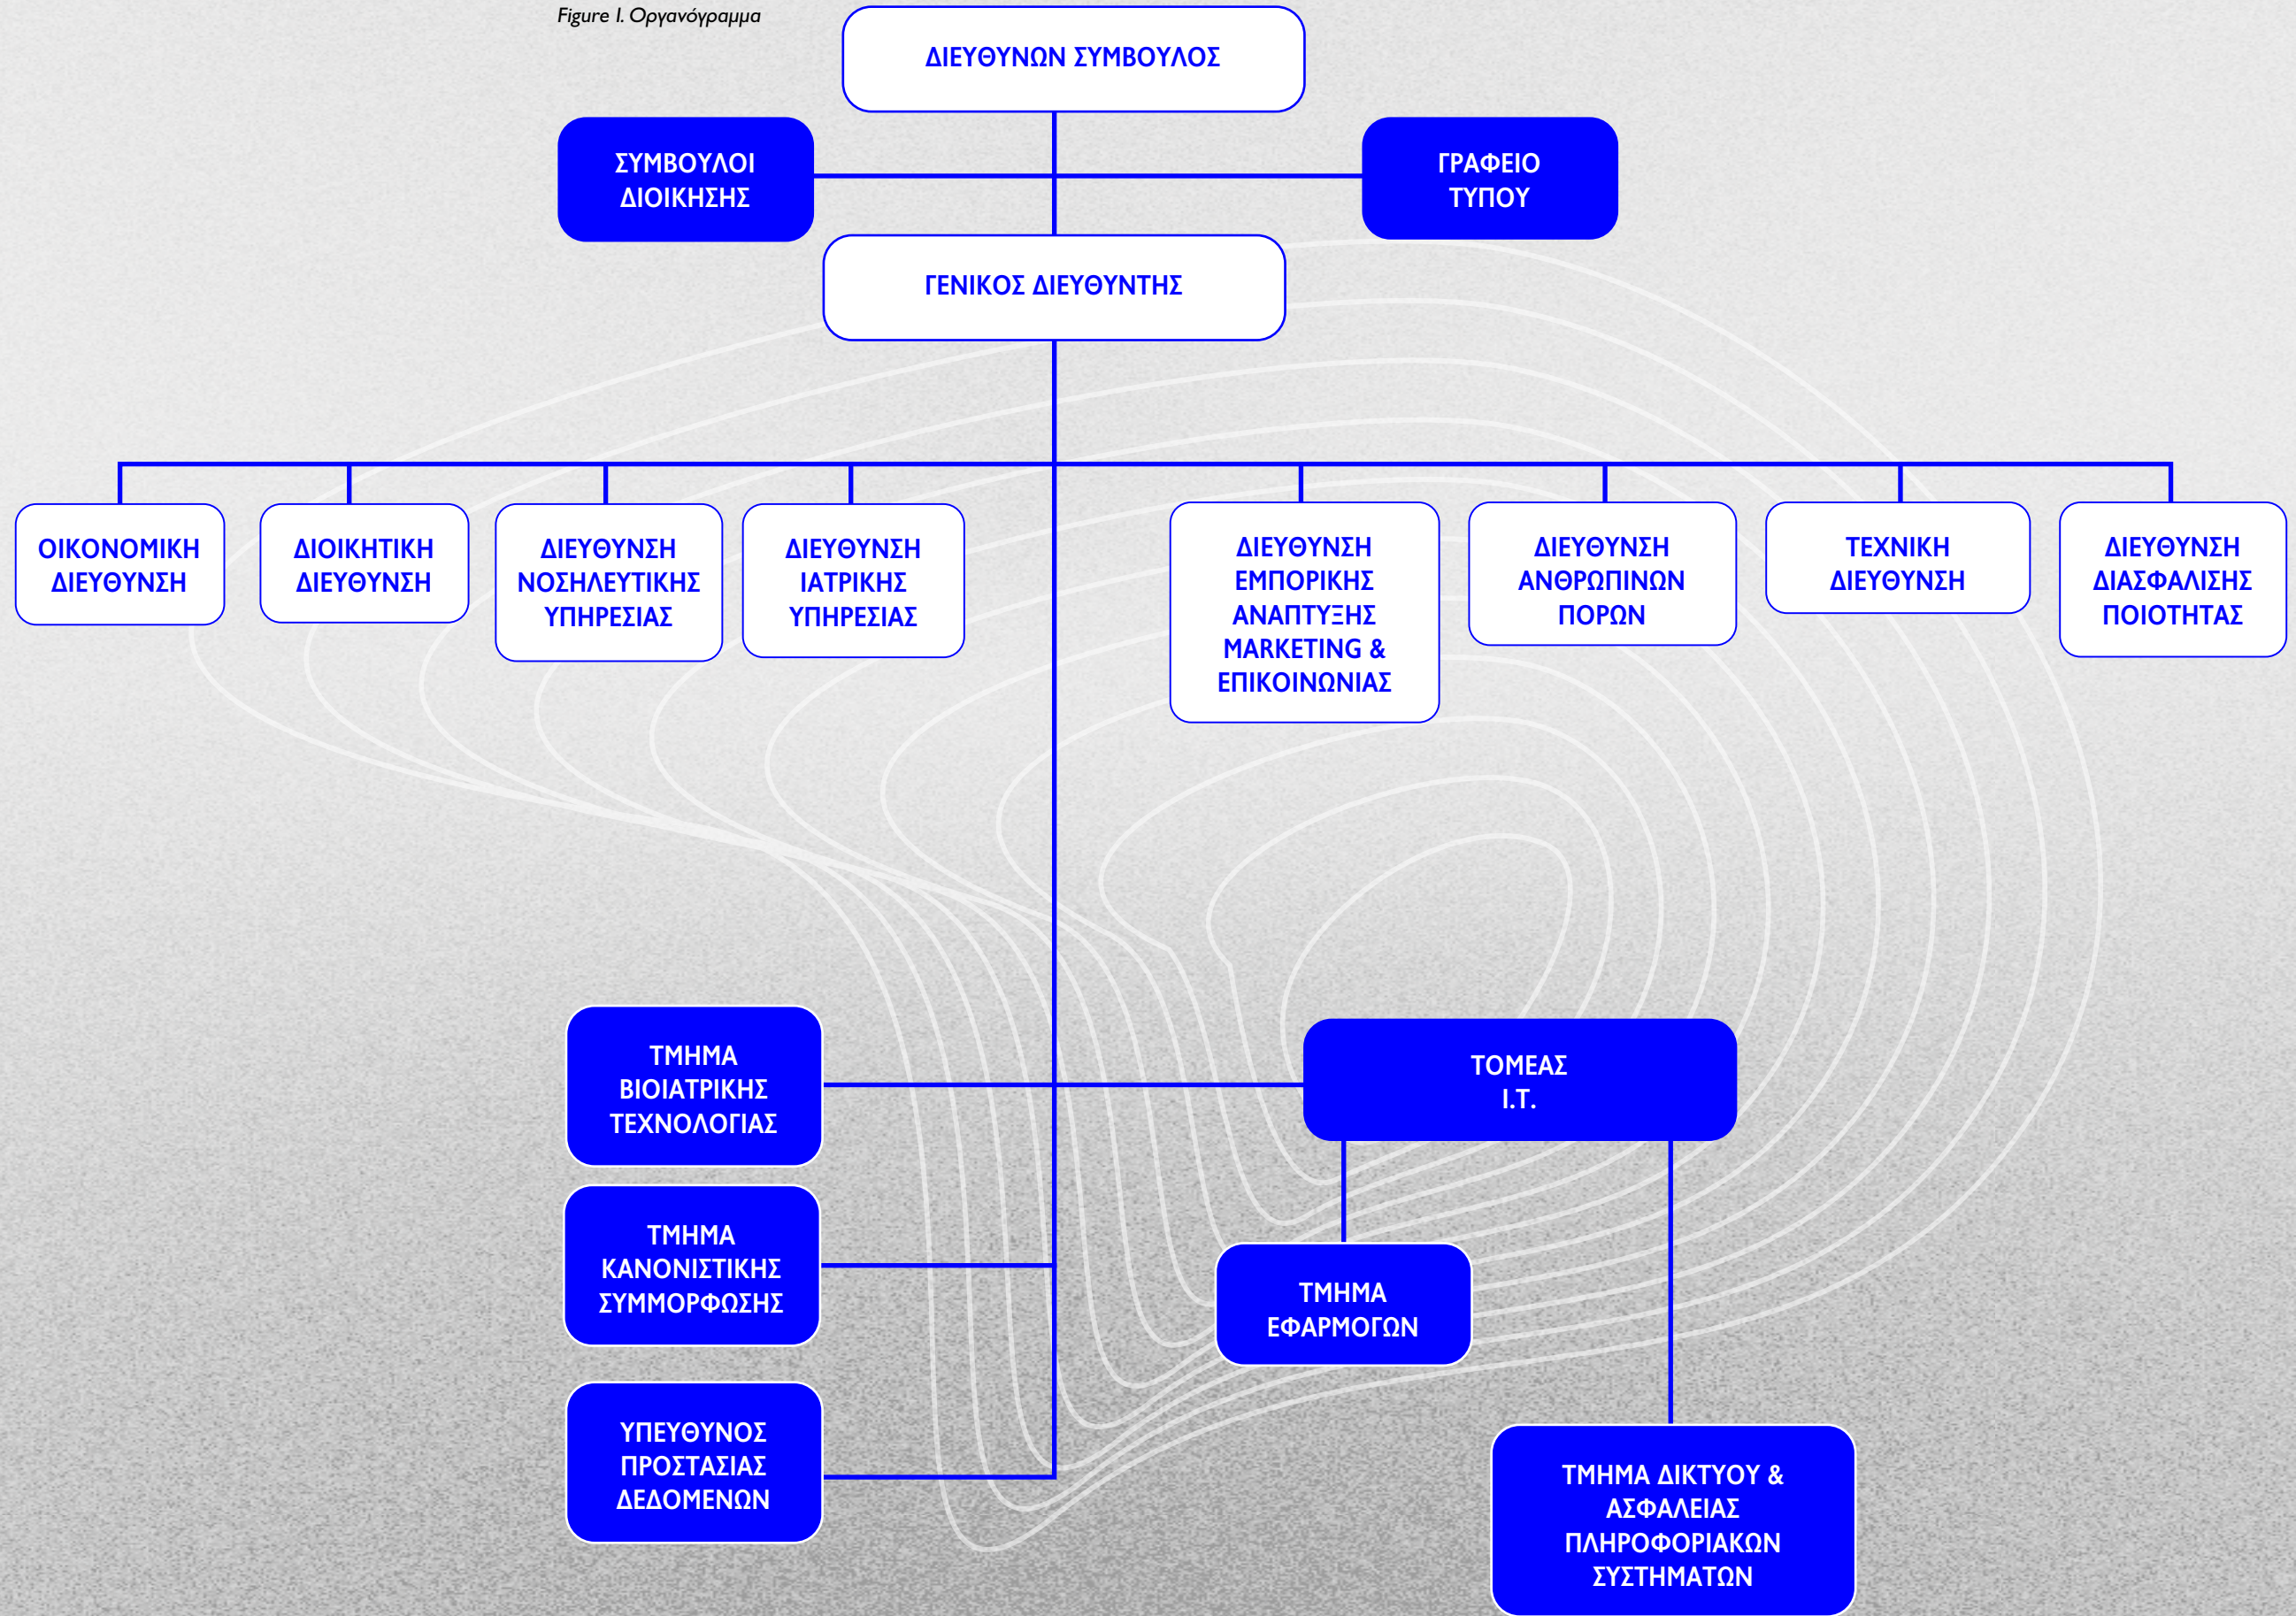 Figure 1. Οργανόγραμμα
ΔΙΕΥΘΥΝΩΝ ΣΥΜΒΟΥΛΟΣ
ΣΥΜΒΟΥΛΟΙ
ΔΙΟΙΚΗΣΗΣ
ΓΡΑΦΕΙΟ
ΤΥΠΟΥ
ΓΕΝΙΚΟΣ ΔΙΕΥΘΥΝΤΗΣ
ΟΙΚΟΝΟΜΙΚΗ
ΔΙΕΥΘΥΝΣΗ
ΔΙΟΙΚΗΤΙΚΗ
ΔΙΕΥΘΥΝΣΗ
ΔΙΕΥΘΥΝΣΗ
ΝΟΣΗΛΕΥΤΙΚΗΣ
ΥΠΗΡΕΣΙΑΣ
ΔΙΕΥΘΥΝΣΗ
ΙΑΤΡΙΚΗΣ
ΥΠΗΡΕΣΙΑΣ
ΔΙΕΥΘΥΝΣΗ
ΕΜΠΟΡΙΚΗΣ
ΑΝΑΠΤΥΞΗΣ
MARKETING &
ΕΠΙΚΟΙΝΩΝΙΑΣ
ΔΙΕΥΘΥΝΣΗ
ΑΝΘΡΩΠΙΝΩΝ
ΠΟΡΩΝ
ΤΕΧΝΙΚΗ
ΔΙΕΥΘΥΝΣΗ
ΔΙΕΥΘΥΝΣΗ
ΔΙΑΣΦΑΛΙΣΗΣ
ΠΟΙΟΤΗΤΑΣ
ΤΜΗΜΑ
ΒΙΟΙΑΤΡΙΚΗΣ
ΤΕΧΝΟΛΟΓΙΑΣ
ΤΟΜΕΑΣ
Ι.Τ.
ΤΜΗΜΑ
ΚΑΝΟΝΙΣΤΙΚΗΣ
ΣΥΜΜΟΡΦΩΣΗΣ
ΤΜΗΜΑ
ΕΦΑΡΜΟΓΩΝ
ΥΠΕΥΘΥΝΟΣ
ΠΡΟΣΤΑΣΙΑΣ
ΔΕΔΟΜΕΝΩΝ
ΤΜΗΜΑ ΔΙΚΤΥΟΥ &
ΑΣΦΑΛΕΙΑΣ
ΠΛΗΡΟΦΟΡΙΑΚΩΝ
ΣΥΣΤΗΜΑΤΩΝ